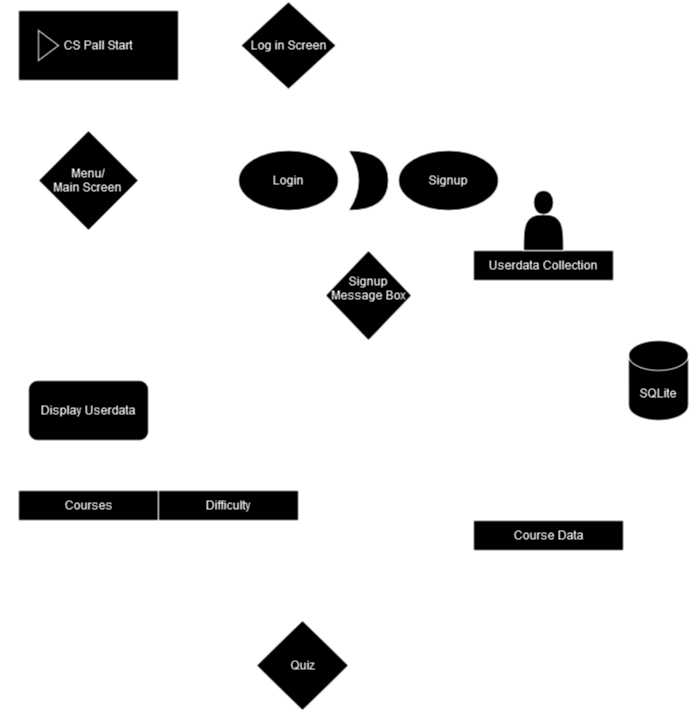 CS Pall Start
Log in Screen
Menu/
Main Screen
Login
Signup
Userdata Collection
Signup
Message Box
SQLite
Display Userdata
Courses
Difficulty
Course Data
Quiz